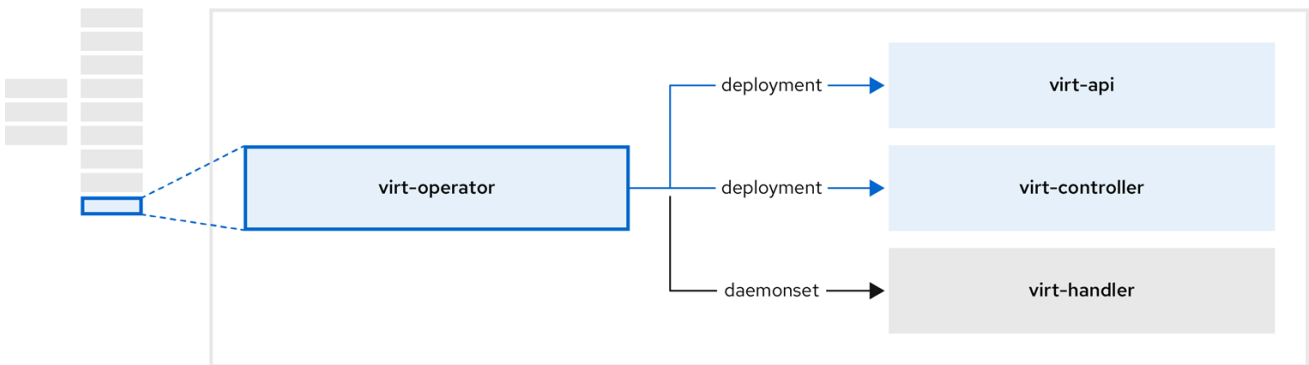 deployment
virt-api
virt-operator
deployment
virt-controller
daemonset
virt-handler